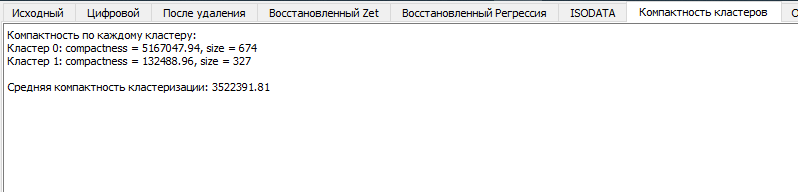 Исходный Цифровой После удаления Восстановленный Zet Восстановленный Регрессия ISODATA Компактность кластеров
Компактность по каждому кластеру:
Кластер 0: compactness = 5167047.94, size = 674
Кластер 1: compactness = 132488.96, size = 327
Средняя компактность кластеризации: 3522391.81